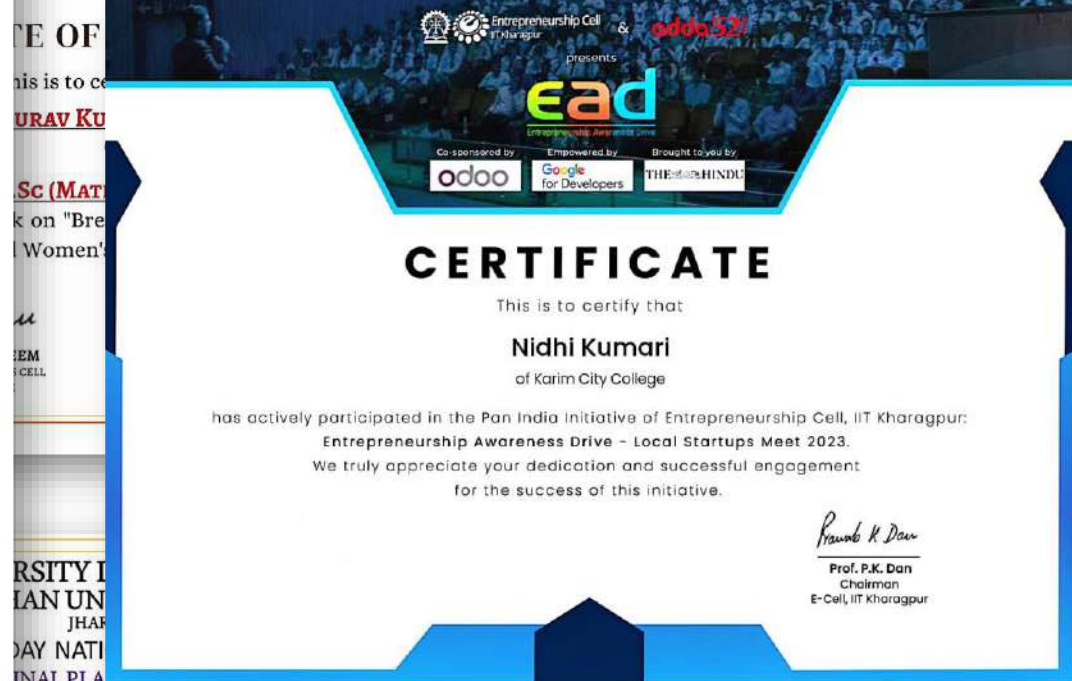 TE OF
his is to ce
URAV KU
.SC (MATI
k on "Bre
l Women's
EEM
S CELL
RSITY I
HAN UN
JHAR
DAY NATI
INAL PLA
Entrepreneurship Cell
IIT Kharagpur
&
adda52
presents
ead
Entrepreneurship Awareness Drive
Co-sponsored by
Empowered by
Brought to you by
odoo
Google
for Developers
THE HINDU
CERTIFICATE
This is to certify that
Nidhi Kumari
of Karim City College
has actively participated in the Pan India Initiative of Entrepreneurship Cell, IIT Kharagpur:
Entrepreneurship Awareness Drive - Local Startups Meet 2023.
We truly appreciate your dedication and successful engagement
for the success of this initiative.
Pranab K Dan
Prof. P.K. Dan
Chairman
E-Cell, IIT Kharagpur